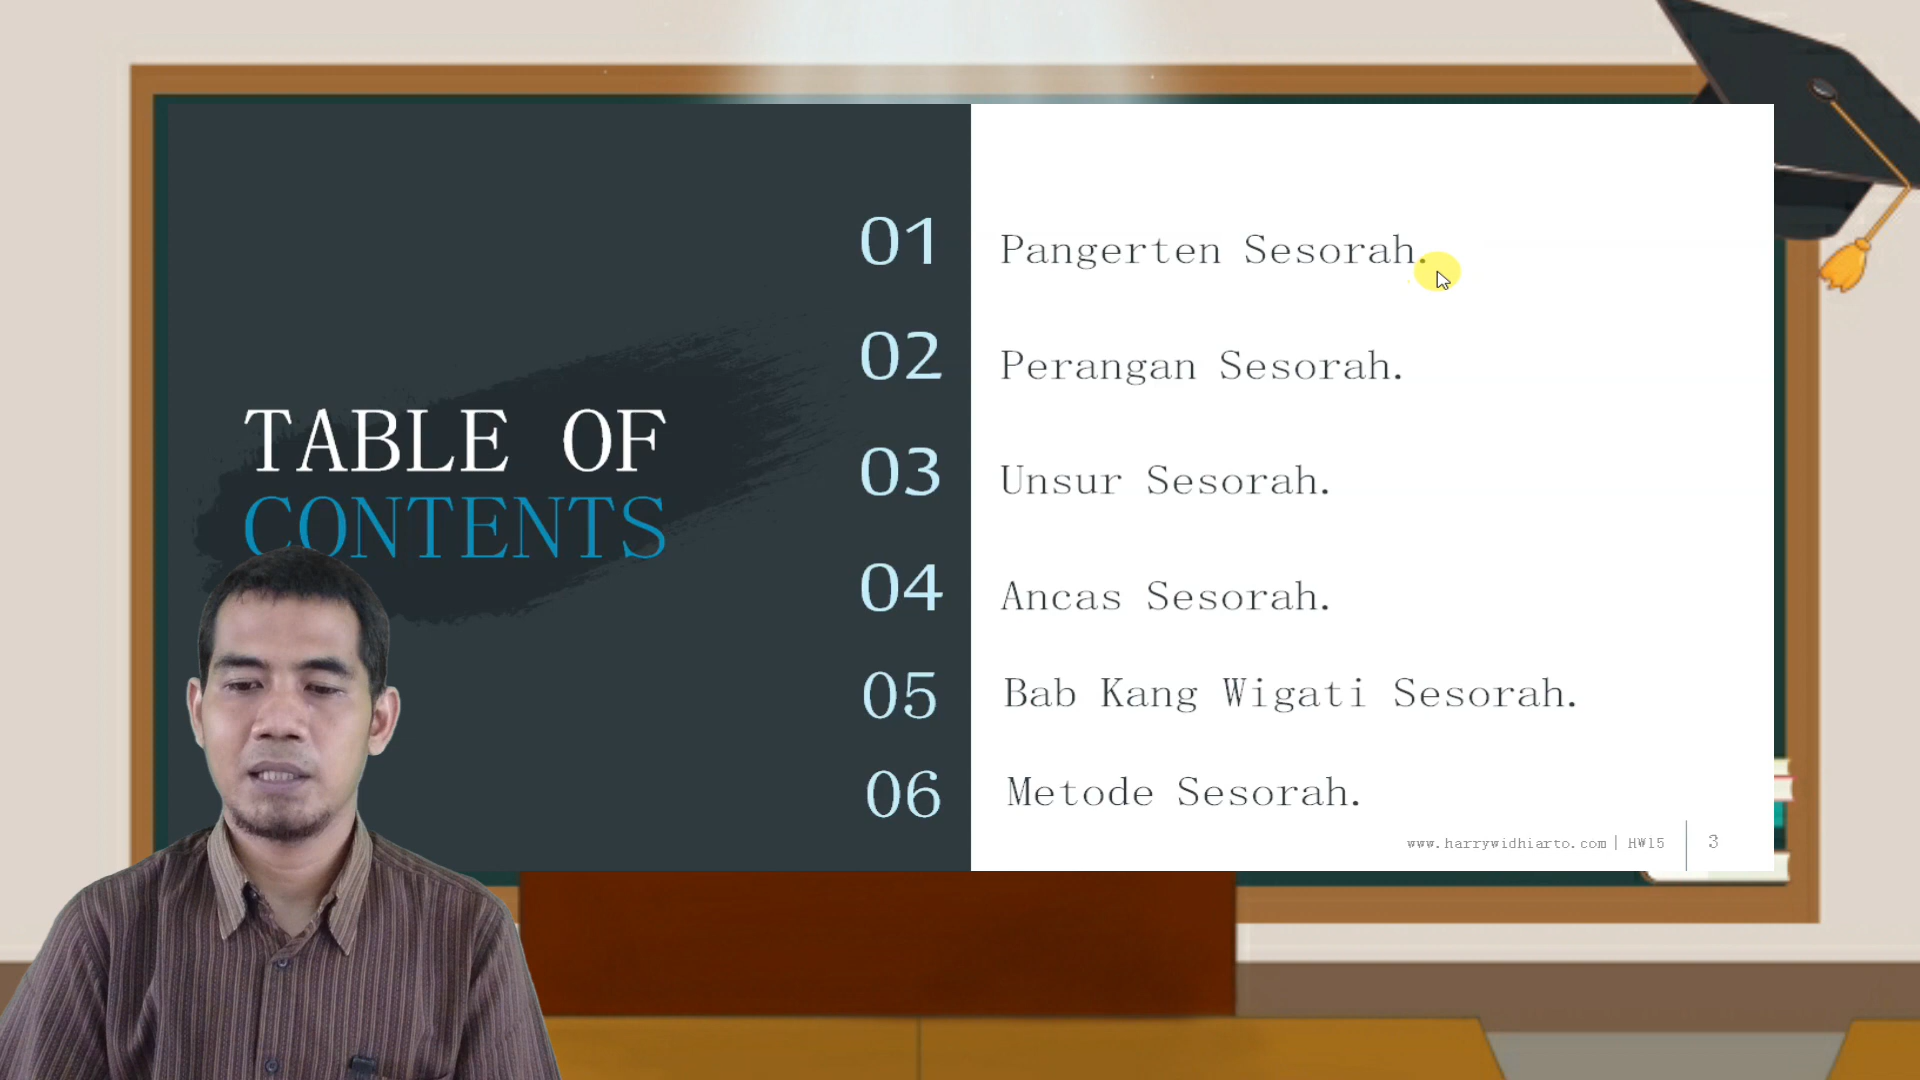 TABLE OF
CONTENTS
01 Pangerten Sesorah.
02 Perangan Sesorah.
03 Unsur Sesorah.
04 Ancas Sesorah.
05 Bab Kang Wigati Sesorah.
06 Metode Sesorah.
www.harrywidhiarto.com | HW15 3